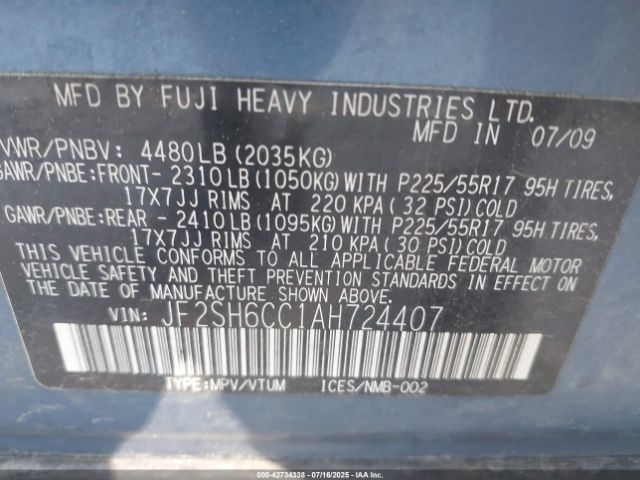 MFD BY FUJI HEAVY INDUSTRIES LTD.
MFD IN 07/09
VWR/PNBV: 4480LB (2035KG)
GAWR/PNBE:FRONT- 2310LB(1050KG)WITH P225/55R17 95H TIRES,
17X7JJ RIMS AT 220 KPA ( 32 PSI)COLD
GAWR/PNBE:REAR - 2410LB(1095KG)WITH P225/55R17 95H TIRES,
17X7JJ RIMS AT 210 KPA ( 30 PSI)COLD
THIS VEHICLE CONFORMS TO ALL APPLICABLE FEDERAL MOTOR
VEHICLE SAFETY AND THEFT PREVENTION STANDARDS IN EFFECT ON
THE DATE OF MANUFACTURE SHOWN ABOVE.
VIN: JF2SH6CC1AH724407
TYPE:MPV/VTUM ICES/NMB-002
000-42734338 - 07/16/2025 - IAA Inc.